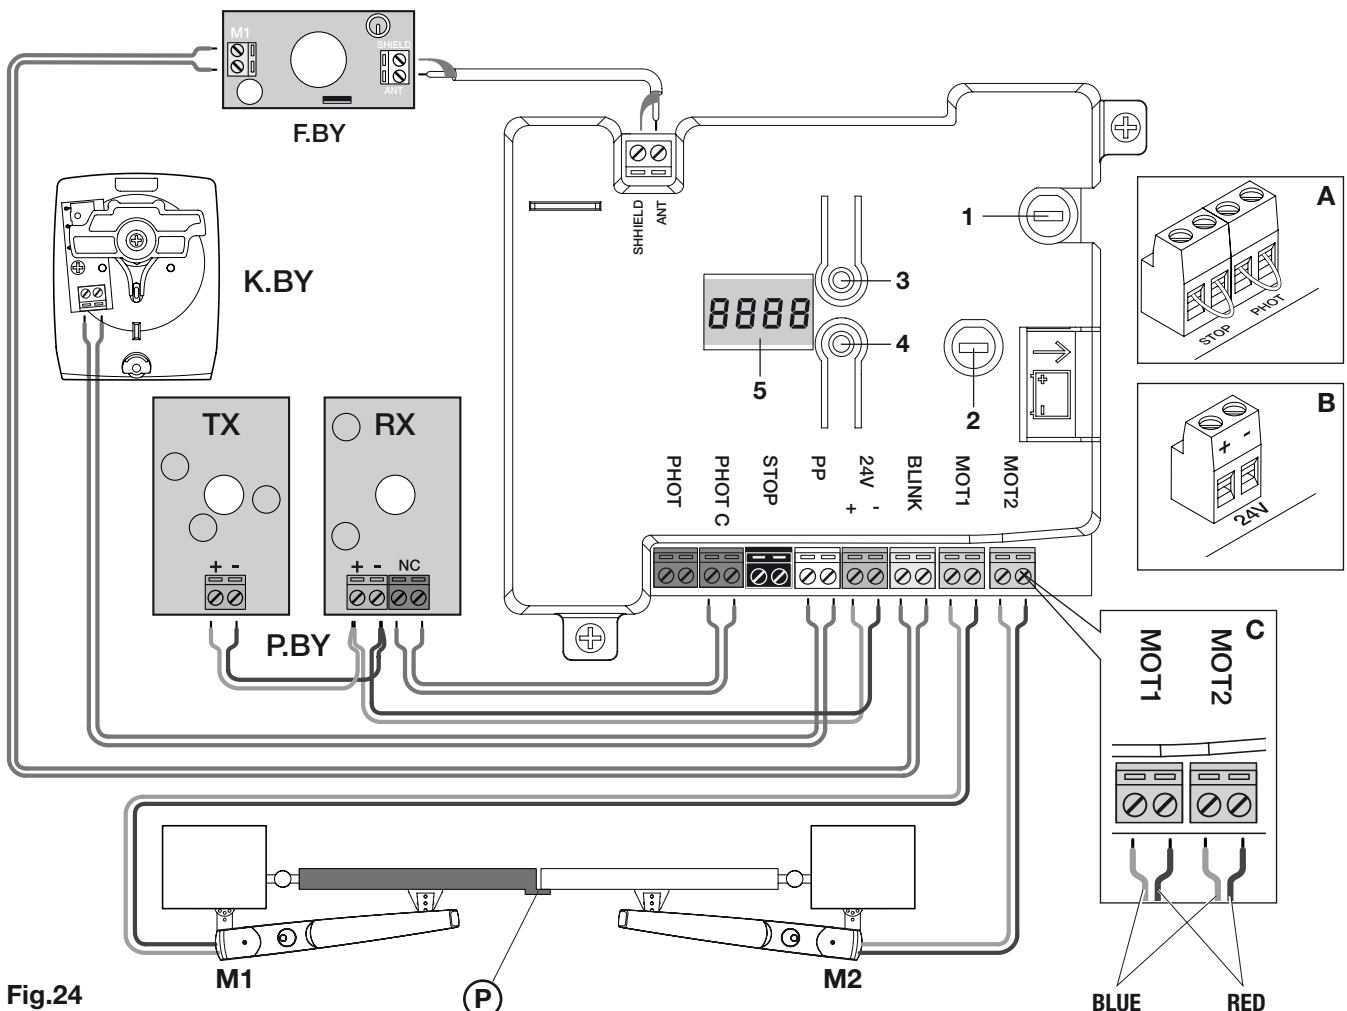 M1
SHIELD
ANT
F.BY
K.BY
SHHIELD
ANT
1
2
3
4
8888
5
A
STOP
PHOT
B
+ -
24V
TX
+ -
RX
+ - NC
P.BY
PHOT
PHOT C
STOP
PP
24V
+ -
BLINK
MOT1
MOT2
+
-
C
MOT1
MOT2
BLUE
RED
M1
M2
P
Fig.24